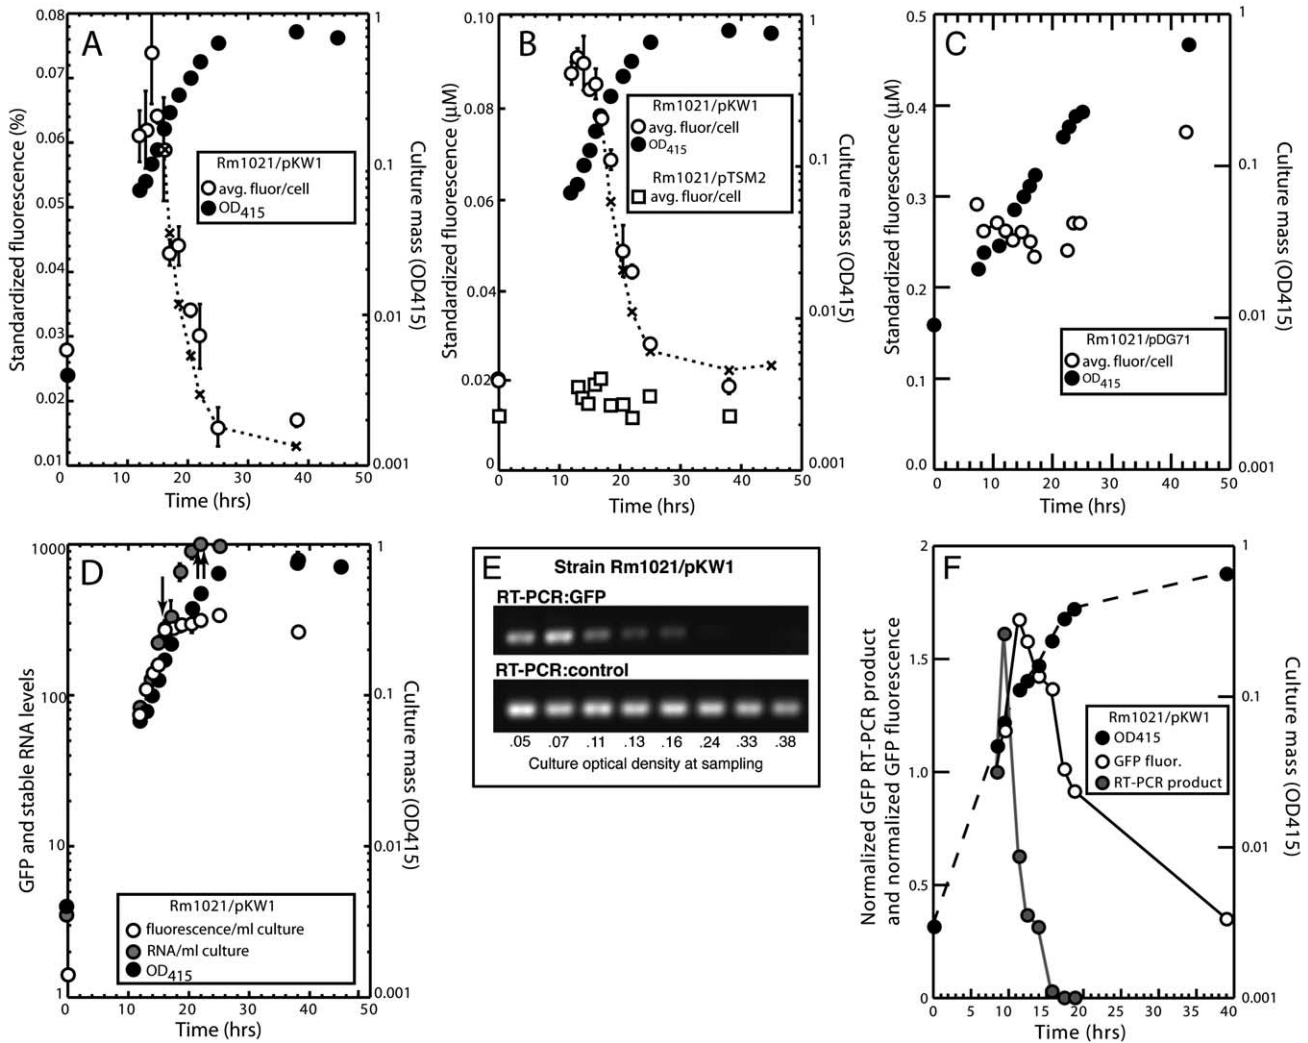 A
Standardized fluorescence (%)
0.08
0.07
0.06
0.05
0.04
0.03
0.02
0.01
Rm1021/pKW1
avg. fluor/cell
OD415
1
0.1
0.01
0.001
Culture mass (OD415)
0 10 20 30 40 50
Time (hrs)
B
Standardized fluorescence (μM)
0.10
0.08
0.06
0.04
0.02
0
Rm1021/pKW1
avg. fluor/cell
OD415
Rm1021/pTSM2
avg. fluor/cell
1
0.1
0.01
0.001
Culture mass (OD415)
0 10 20 30 40 50
Time (hrs)
C
Standardized fluorescence (μM)
0.5
0.4
0.3
0.2
0.1
0.0
Rm1021/pDG71
avg. fluor/cell
OD415
1
0.1
0.01
0.001
Culture mass (OD415)
0 10 20 30 40 50
Time (hrs)
D
GFP and stable RNA levels
1000
100
10
1
Rm1021/pKW1
fluorescence/ml culture
RNA/ml culture
OD415
1
0.1
0.01
0.001
Culture mass (OD415)
0 10 20 30 40 50
Time (hrs)
E
Strain Rm1021/pKW1
RT-PCR:GFP
RT-PCR:control
.05 .07 .11 .13 .16 .24 .33 .38
Culture optical density at sampling
F
Normalized GFP RT-PCR product
and normalized GFP fluorescence
2
1.5
1.0
0.5
0
Rm1021/pKW1
OD415
GFP fluor.
RT-PCR product
1
0.1
0.01
0.001
Culture mass (OD415)
0 5 10 15 20 25 30 35 40
Time (hrs)